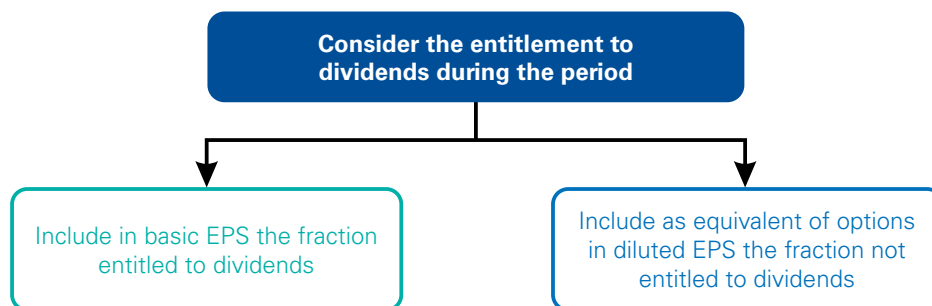 Consider the entitlement to
dividends during the period
Include in basic EPS the fraction
entitled to dividends
Include as equivalent of options
in diluted EPS the fraction not
entitled to dividends